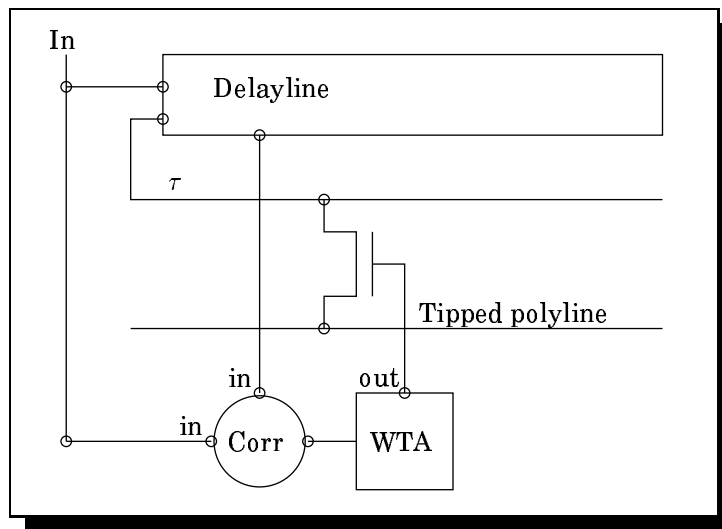 In
Delayline
τ
Tipped polyline
in
out
in
Corr
WTA